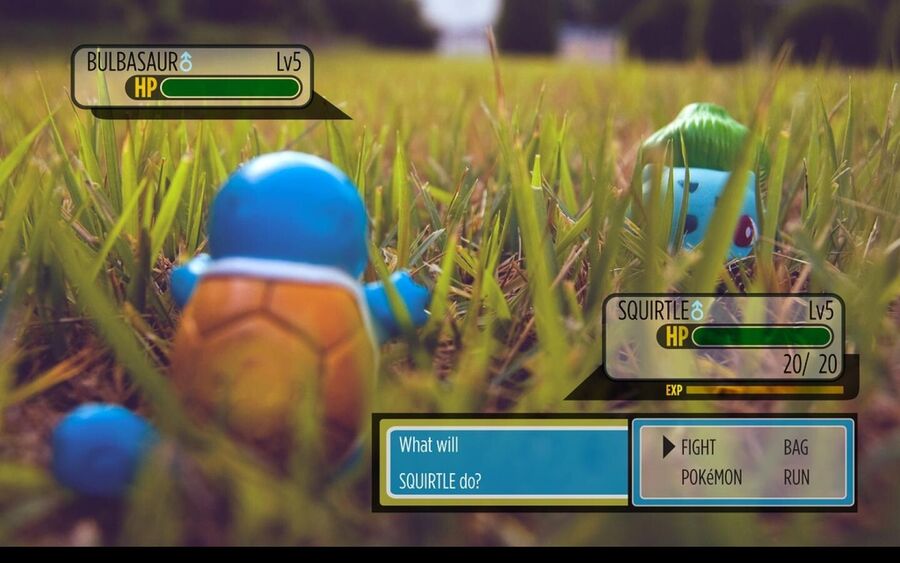 BULBASAUR♂ Lv5
HP
SQUIRTLE♂ Lv5
HP
20/ 20
EXP
What will
SQUIRTLE do?
FIGHT BAG
POKéMON RUN